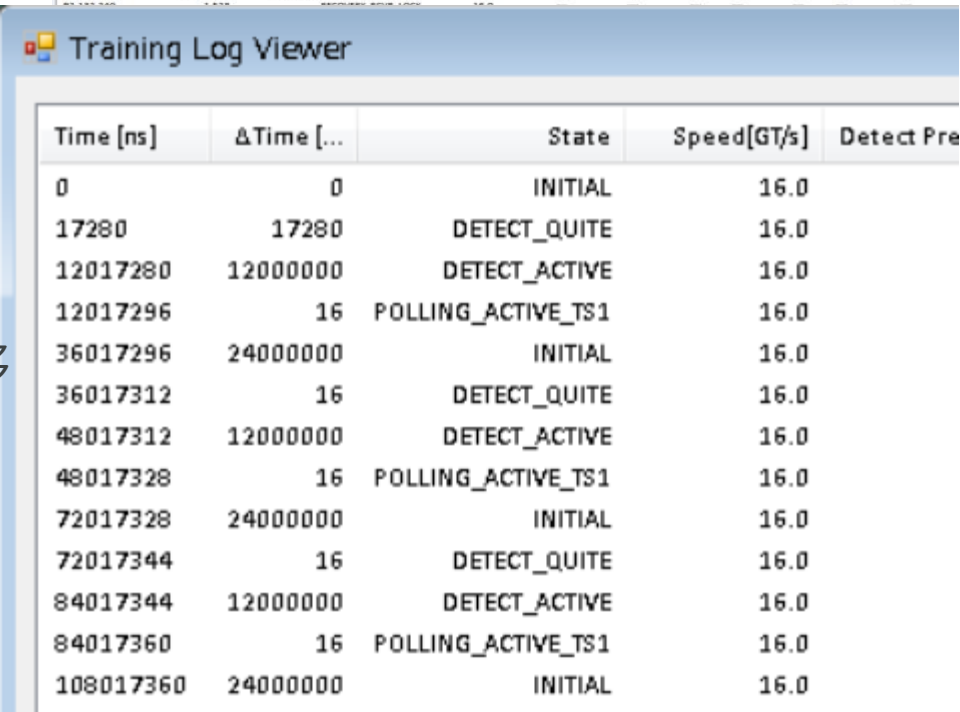 Training Log Viewer
Time [ns] ΔTime [... State Speed[GT/s] Detect Pre
0 0 INITIAL 16.0
17280 17280 DETECT_QUITE 16.0
12017280 12000000 DETECT_ACTIVE 16.0
12017296 16 POLLING_ACTIVE_TS1 16.0
36017296 24000000 INITIAL 16.0
36017312 16 DETECT_QUITE 16.0
48017312 12000000 DETECT_ACTIVE 16.0
48017328 16 POLLING_ACTIVE_TS1 16.0
72017328 24000000 INITIAL 16.0
72017344 16 DETECT_QUITE 16.0
84017344 12000000 DETECT_ACTIVE 16.0
84017360 16 POLLING_ACTIVE_TS1 16.0
108017360 24000000 INITIAL 16.0